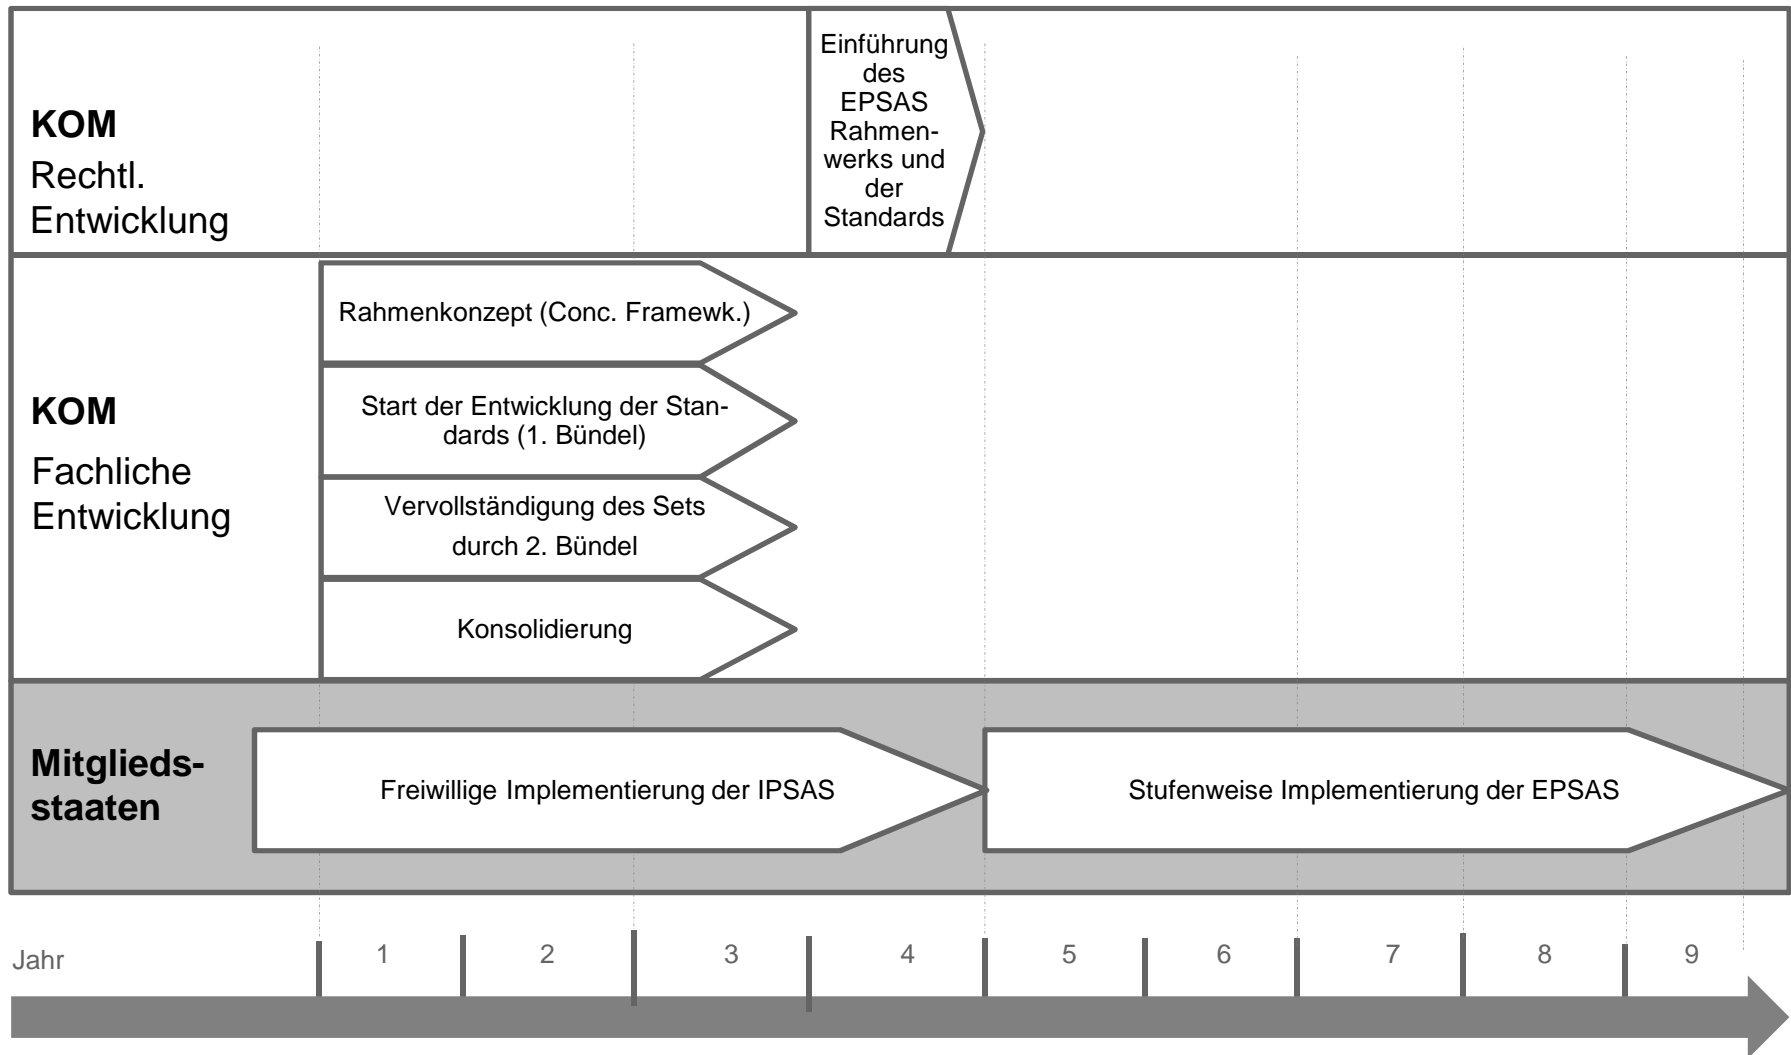 KOM
Rechtl.
Entwicklung
Einführung
des
EPSAS
Rahmen-
werks und
der
Standards
KOM
Fachliche
Entwicklung
Rahmenkonzept (Conc. Framewk.)
Start der Entwicklung der Stan-
dards (1. Bündel)
Vervollständigung des Sets
durch 2. Bündel
Konsolidierung
Mitglieds-
staaten
Freiwillige Implementierung der IPSAS
Stufenweise Implementierung der EPSAS
Jahr 1 2 3 4 5 6 7 8 9